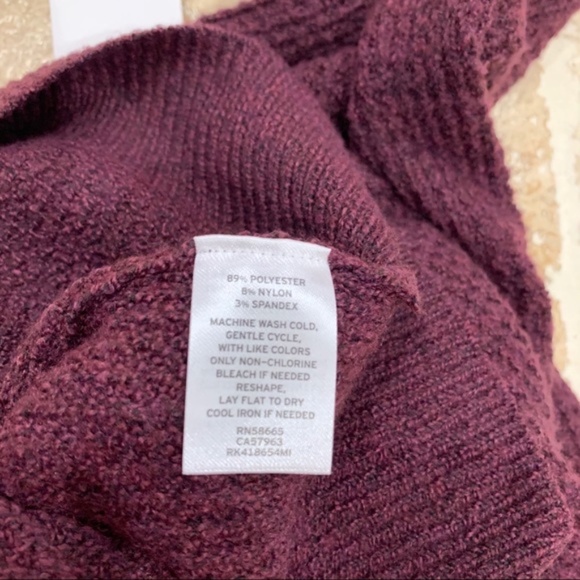 89% POLYESTER
8% NYLON
3% SPANDEX
MACHINE WASH COLD,
GENTLE CYCLE,
WITH LIKE COLORS
ONLY NON-CHLORINE
BLEACH IF NEEDED
RESHAPE,
LAY FLAT TO DRY
COOL IRON IF NEEDED
RN58665
CA57963
RK418654MI